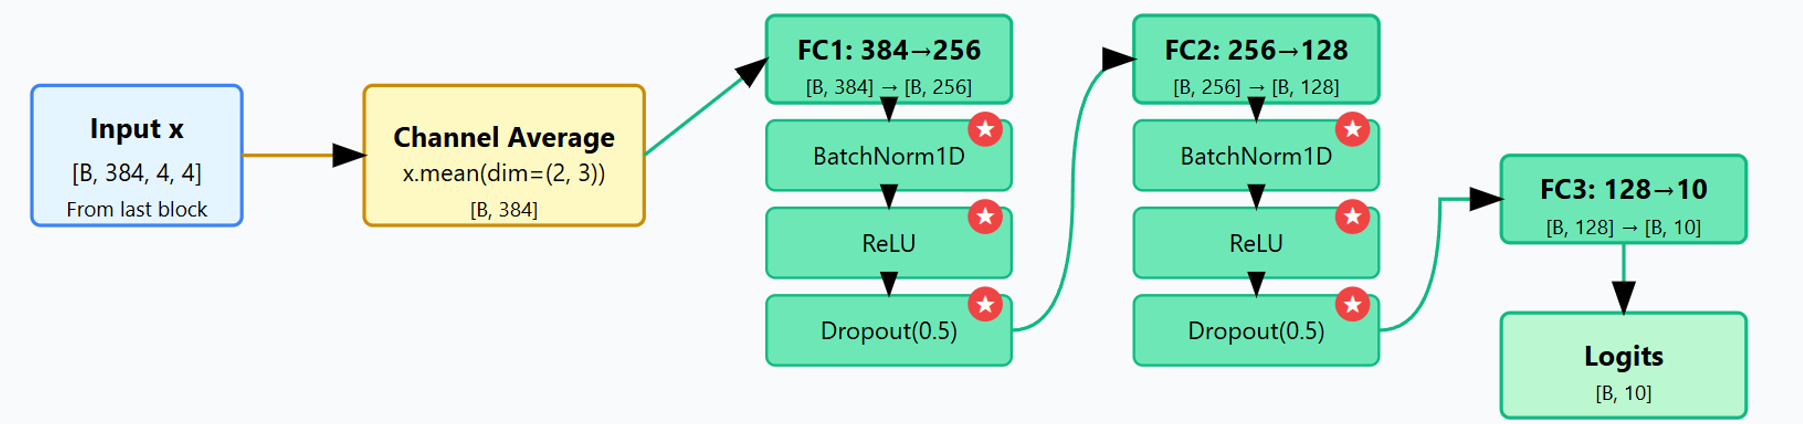 Input x
[B, 384, 4, 4]
From last block
Channel Average
x.mean(dim=(2, 3))
[B, 384]
FC1: 384→256
[B, 384] → [B, 256]
BatchNorm1D
ReLU
Dropout(0.5)
FC2: 256→128
[B, 256] → [B, 128]
BatchNorm1D
ReLU
Dropout(0.5)
FC3: 128→10
[B, 128] → [B, 10]
Logits
[B, 10]